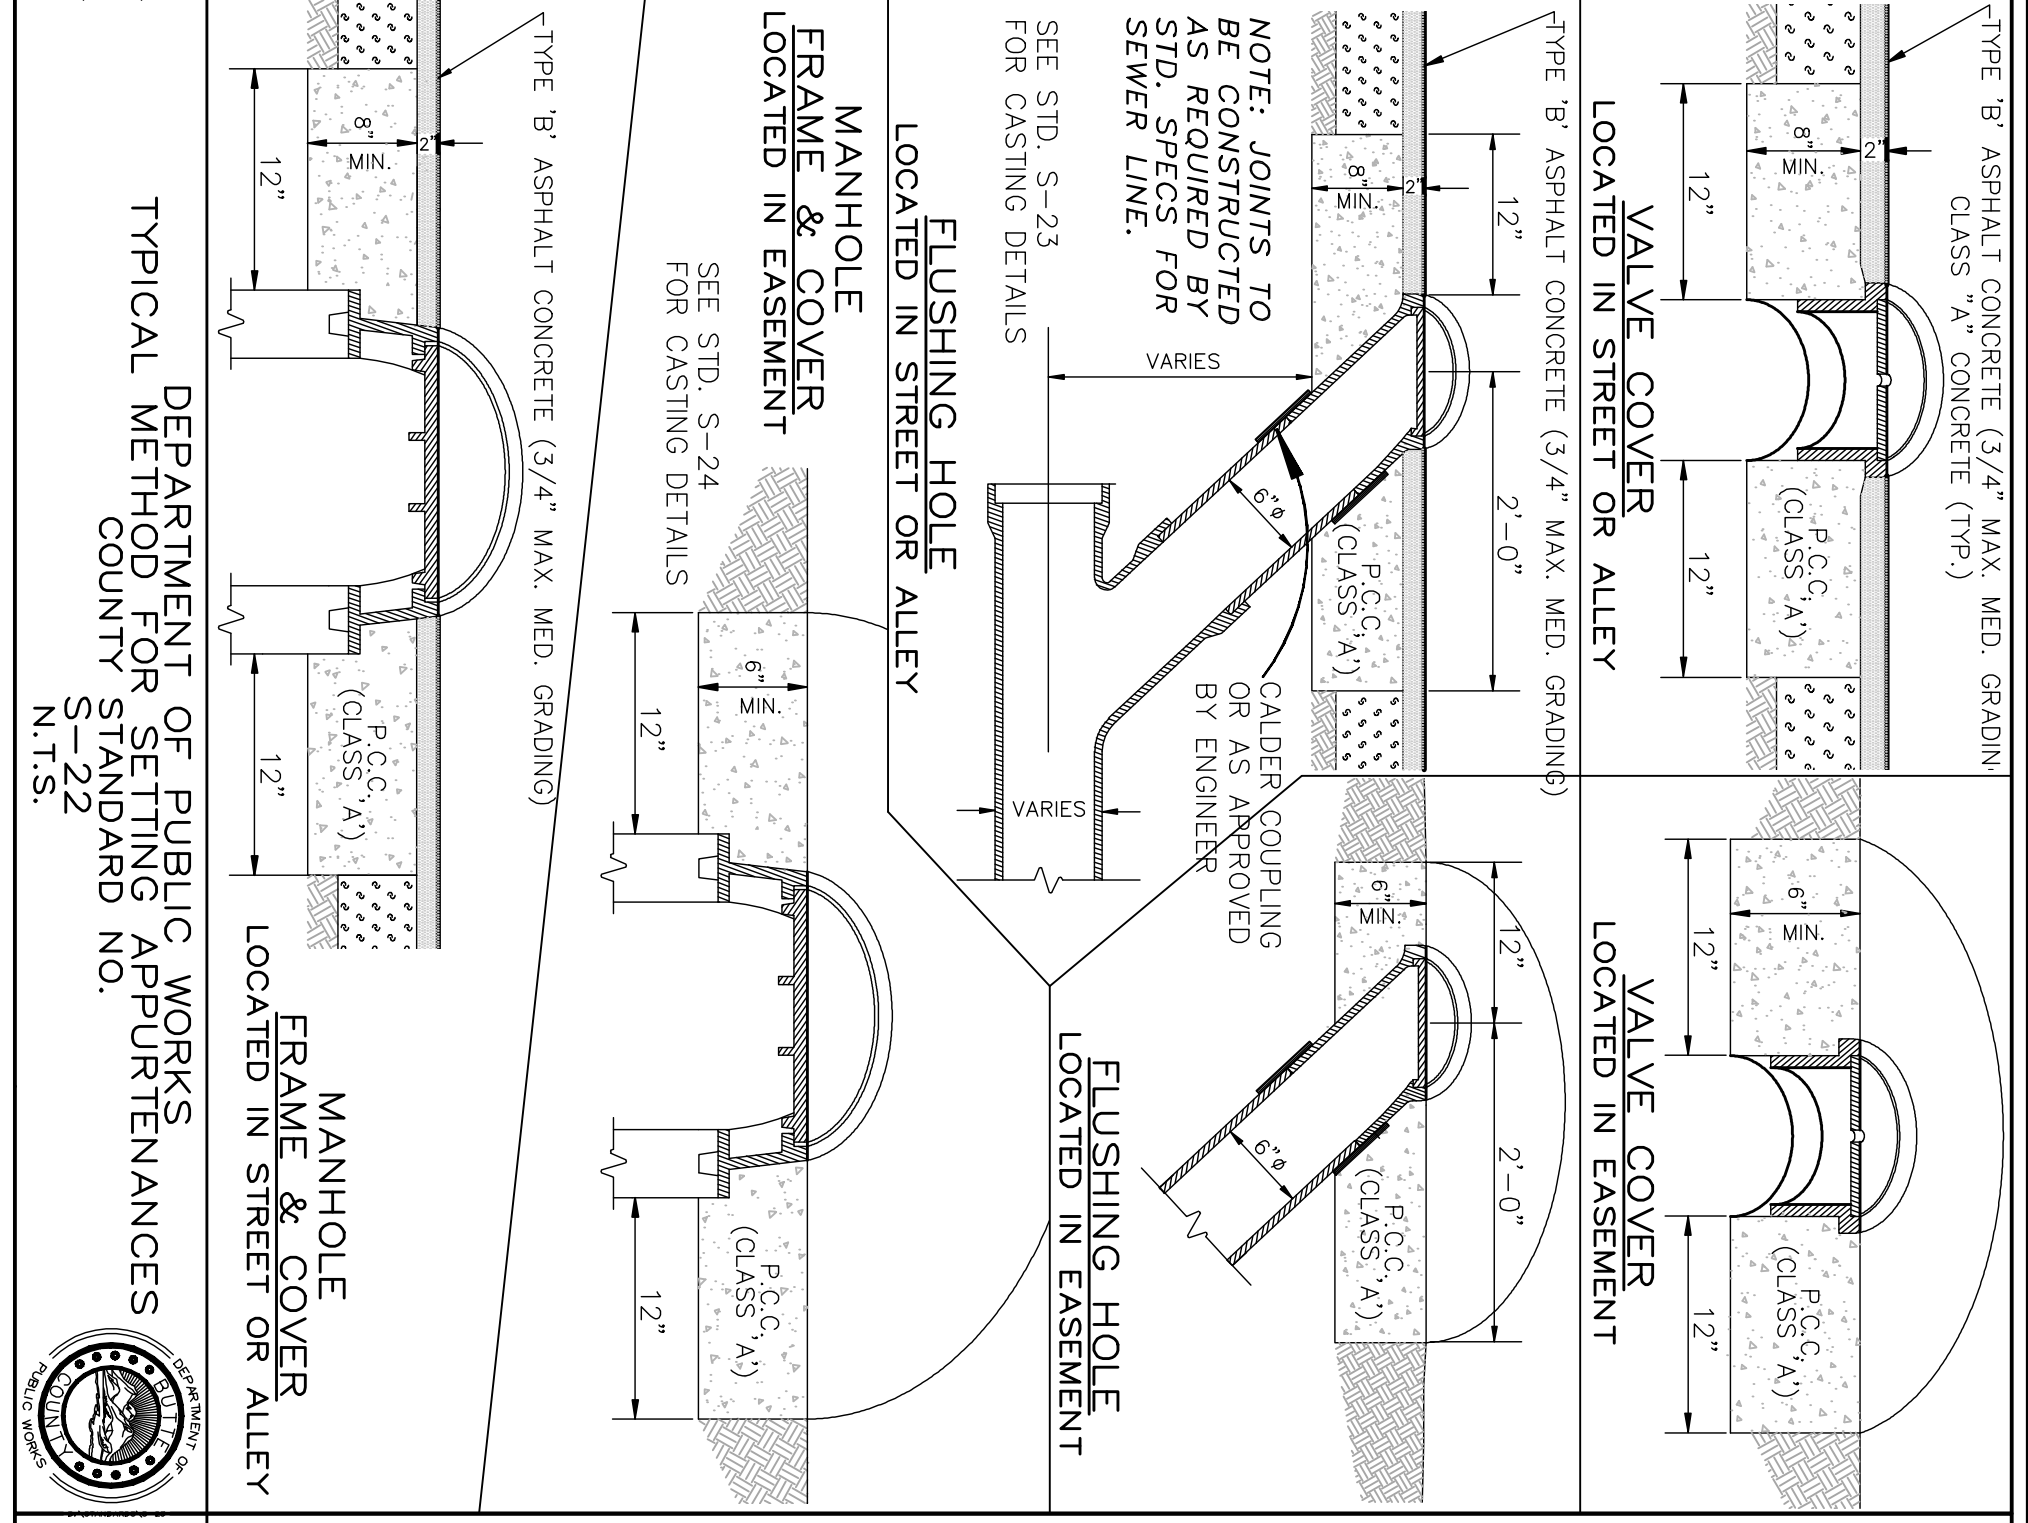 TYPE 'B' ASPHALT CONCRETE (3/4" MAX. MED. GRADIN
CLASS "A" CONCRETE (TYP.)
2"
8"
MIN.
12"
12"
P.C.C.
(CLASS 'A')
VALVE COVER
LOCATED IN STREET OR ALLEY
6"
MIN.
12"
12"
P.C.C.
(CLASS 'A')
VALVE COVER
LOCATED IN EASEMENT
TYPE 'B' ASPHALT CONCRETE (3/4" MAX. MED. GRADING)
12"
2'-0"
2"
8"
MIN.
P.C.C.
(CLASS 'A')
NOTE: JOINTS TO
BE CONSTRUCTED
AS REQUIRED BY
STD. SPECS FOR
SEWER LINE.
VARIES
6"ø
CALDER COUPLING
OR AS APPROVED
BY ENGINEER
SEE STD. S-23
FOR CASTING DETAILS
VARIES
FLUSHING HOLE
LOCATED IN STREET OR ALLEY
12"
2'-0"
6"
MIN.
P.C.C.
(CLASS 'A')
6"ø
FLUSHING HOLE
LOCATED IN EASEMENT
MANHOLE
FRAME & COVER
LOCATED IN EASEMENT
SEE STD. S-24
FOR CASTING DETAILS
6"
MIN.
12"
12"
P.C.C.
(CLASS 'A')
TYPE 'B' ASPHALT CONCRETE (3/4" MAX. MED. GRADING)
2"
8"
MIN.
12"
12"
P.C.C.
(CLASS 'A')
MANHOLE
FRAME & COVER
LOCATED IN STREET OR ALLEY
DEPARTMENT OF PUBLIC WORKS
TYPICAL METHOD FOR SETTING APPURTENANCES
COUNTY STANDARD NO.
S-22
N.T.S.
DEPARTMENT OF
BUTTE
COUNTY
PUBLIC WORKS